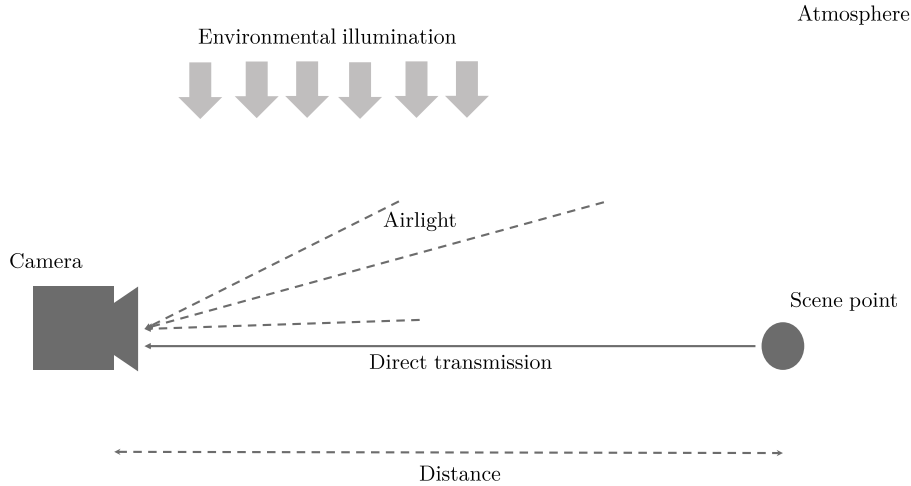 Atmosphere
Environmental illumination
Airlight
Camera
Scene point
Direct transmission
Distance